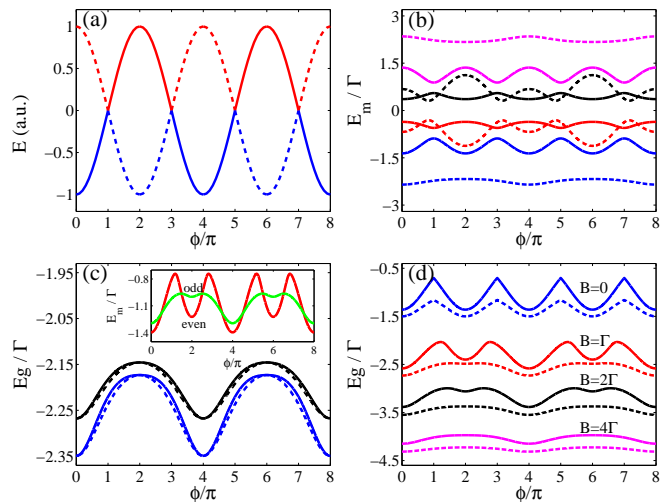 (a)
1
0.5
0
−0.5
−1
E (a.u.)
0 1 2 3 4 5 6 7 8
ϕ/π
(b)
3
1.5
0
−1.5
−3
E_m / Γ
0 1 2 3 4 5 6 7 8
ϕ/π
(c)
−1.95
−2.05
−2.15
−2.25
−2.35
Eg / Γ
0 1 2 3 4 5 6 7 8
ϕ/π
−0.8
−1.1
−1.4
E_m / Γ
odd
even
0 2 4 6 8
ϕ/π
(d)
−0.5
−1.5
−2.5
−3.5
−4.5
Eg / Γ
B=0
B=Γ
B=2Γ
B=4Γ
0 1 2 3 4 5 6 7 8
ϕ/π